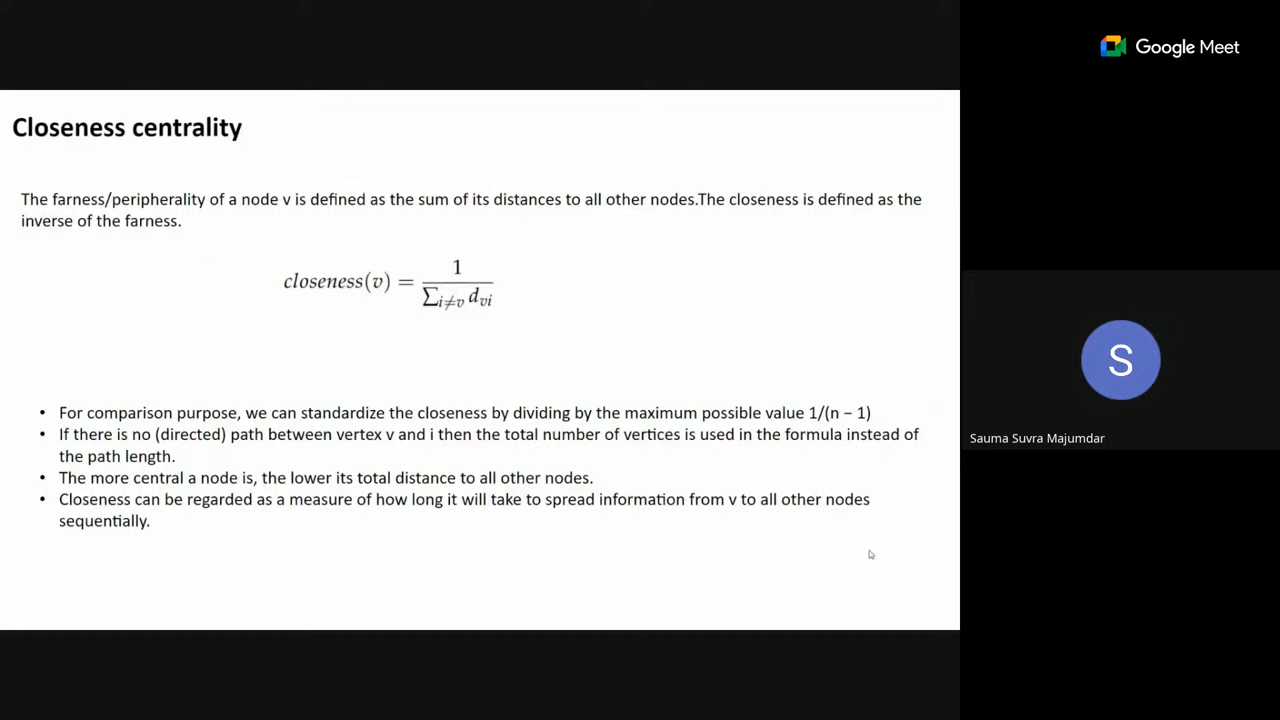 Google Meet
Closeness centrality
The farness/peripherality of a node v is defined as the sum of its distances to all other nodes.The closeness is defined as the
inverse of the farness.
closeness(v) = 1 / ∑_{i≠v} d_{vi}
• For comparison purpose, we can standardize the closeness by dividing by the maximum possible value 1/(n − 1)
• If there is no (directed) path between vertex v and i then the total number of vertices is used in the formula instead of
the path length.
• The more central a node is, the lower its total distance to all other nodes.
• Closeness can be regarded as a measure of how long it will take to spread information from v to all other nodes
sequentially.
S
Sauma Suvra Majumdar